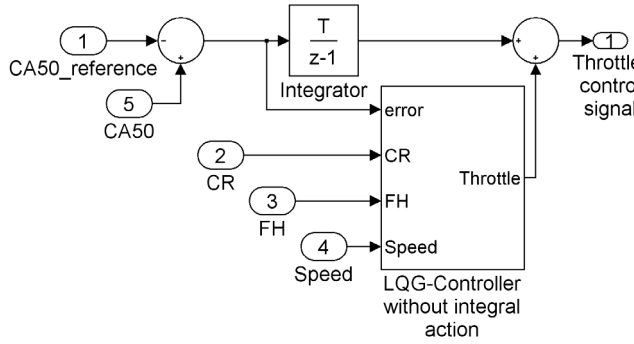 1
CA50_reference
-
+
5
CA50
T
z-1
Integrator
+
+
1
Throttle
control
signal
error
CR
FH
Speed
Throttle
2
CR
3
FH
4
Speed
LQG-Controller
without integral
action